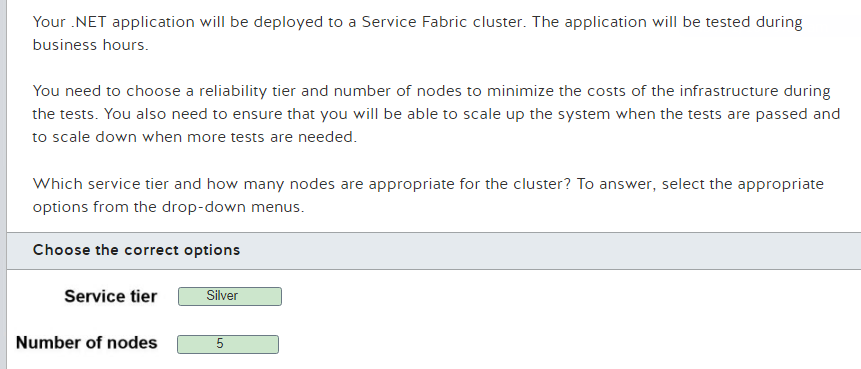 Your .NET application will be deployed to a Service Fabric cluster. The application will be tested during
business hours.
You need to choose a reliability tier and number of nodes to minimize the costs of the infrastructure during
the tests. You also need to ensure that you will be able to scale up the system when the tests are passed and
to scale down when more tests are needed.
Which service tier and how many nodes are appropriate for the cluster? To answer, select the appropriate
options from the drop-down menus.
Choose the correct options
Service tier Silver
Number of nodes 5